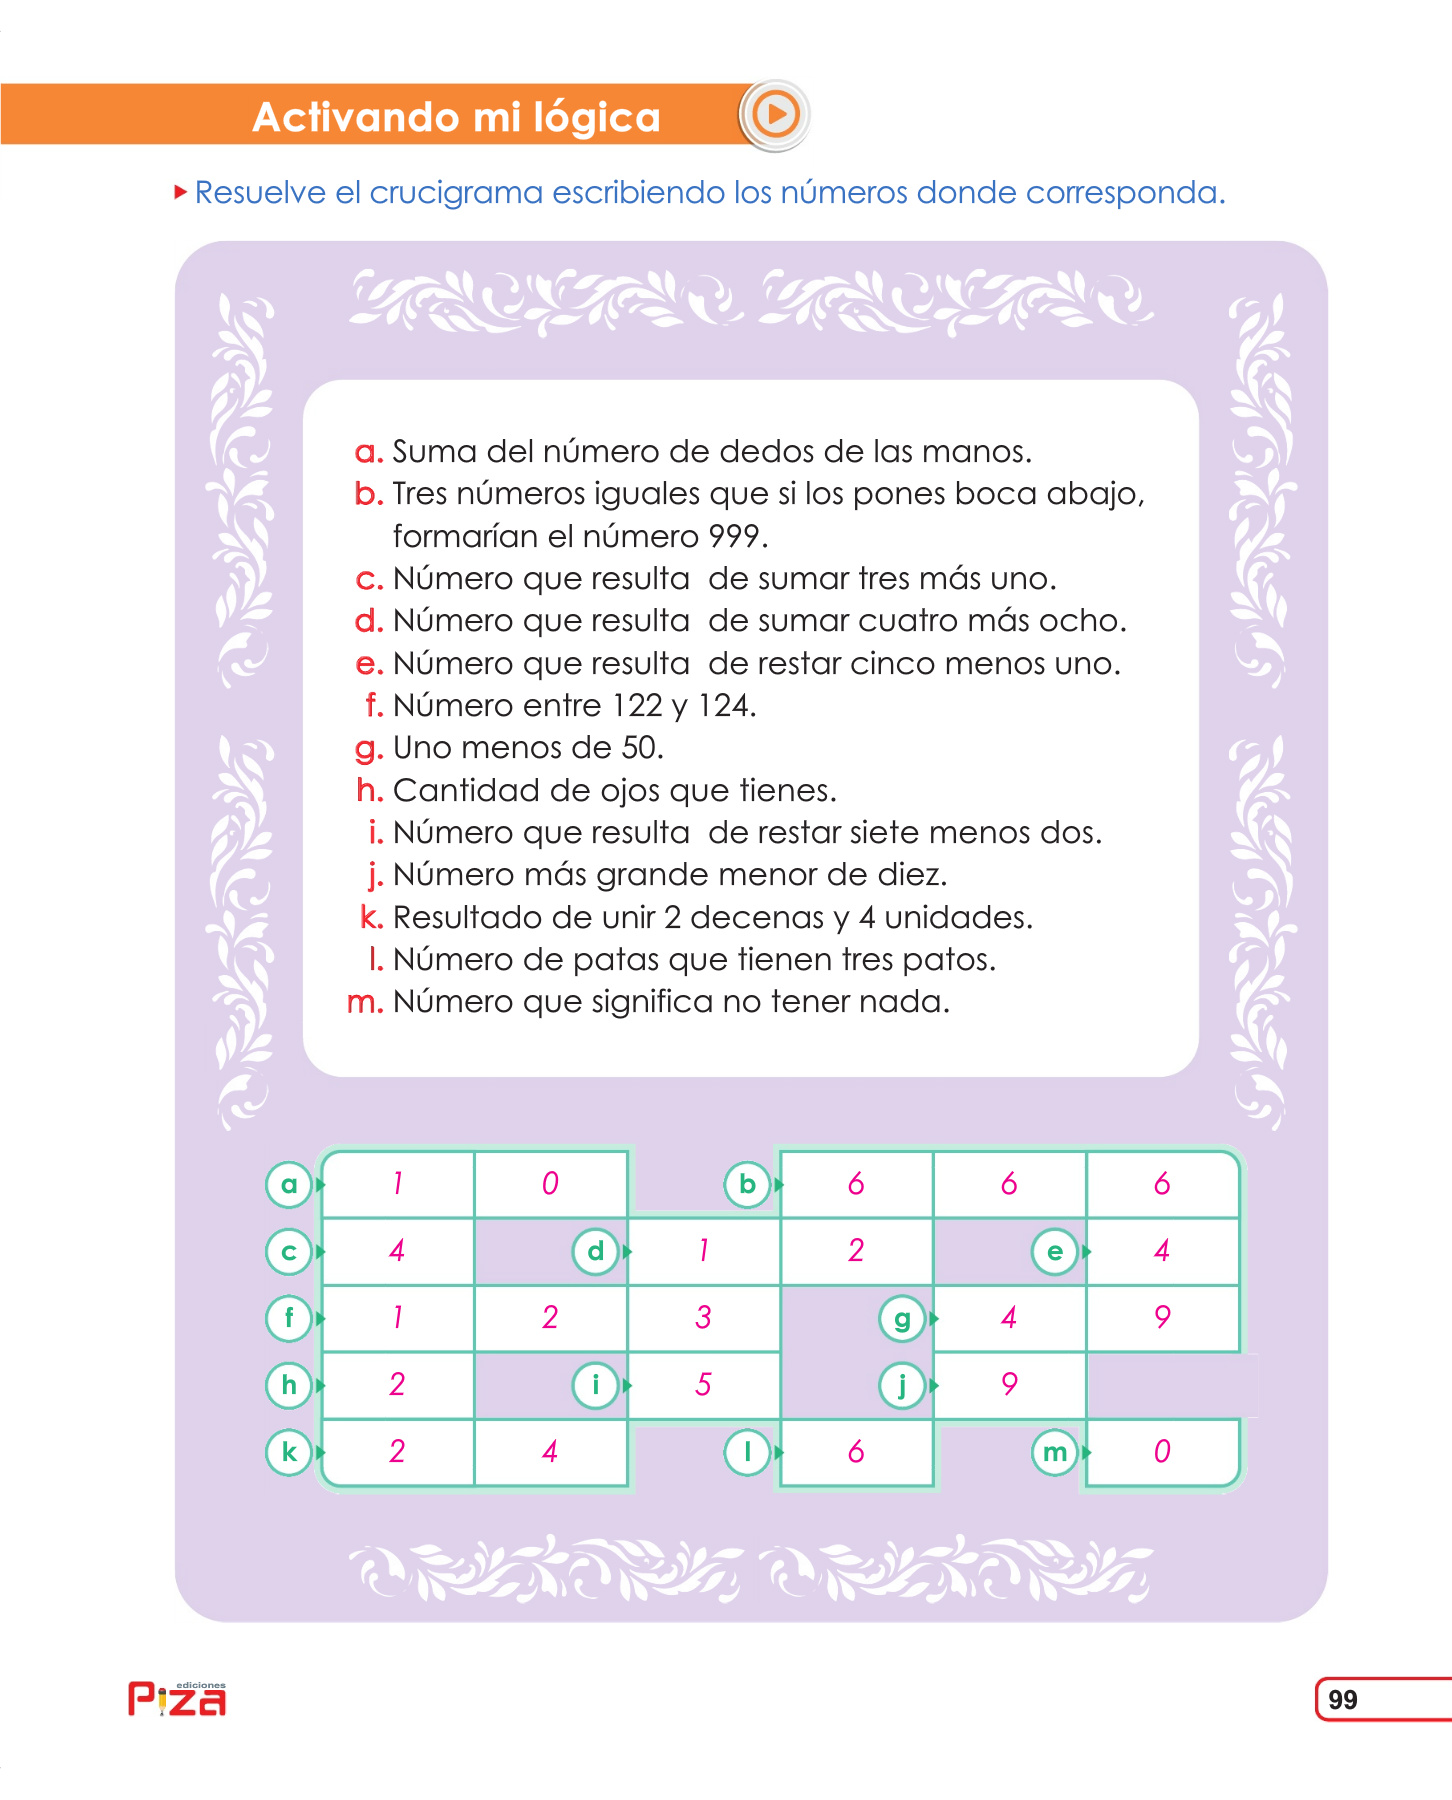 Activando mi lógica
Resuelve el crucigrama escribiendo los números donde corresponda.
a. Suma del número de dedos de las manos.
b. Tres números iguales que si los pones boca abajo,
formarían el número 999.
c. Número que resulta de sumar tres más uno.
d. Número que resulta de sumar cuatro más ocho.
e. Número que resulta de restar cinco menos uno.
f. Número entre 122 y 124.
g. Uno menos de 50.
h. Cantidad de ojos que tienes.
i. Número que resulta de restar siete menos dos.
j. Número más grande menor de diez.
k. Resultado de unir 2 decenas y 4 unidades.
l. Número de patas que tienen tres patos.
m. Número que significa no tener nada.
a 1 0 b 6 6 6
c 4 d 1 2 e 4
f 1 2 3 g 4 9
h 2 i 5 j 9
k 2 4 l 6 m 0
ediciones
Piza
99